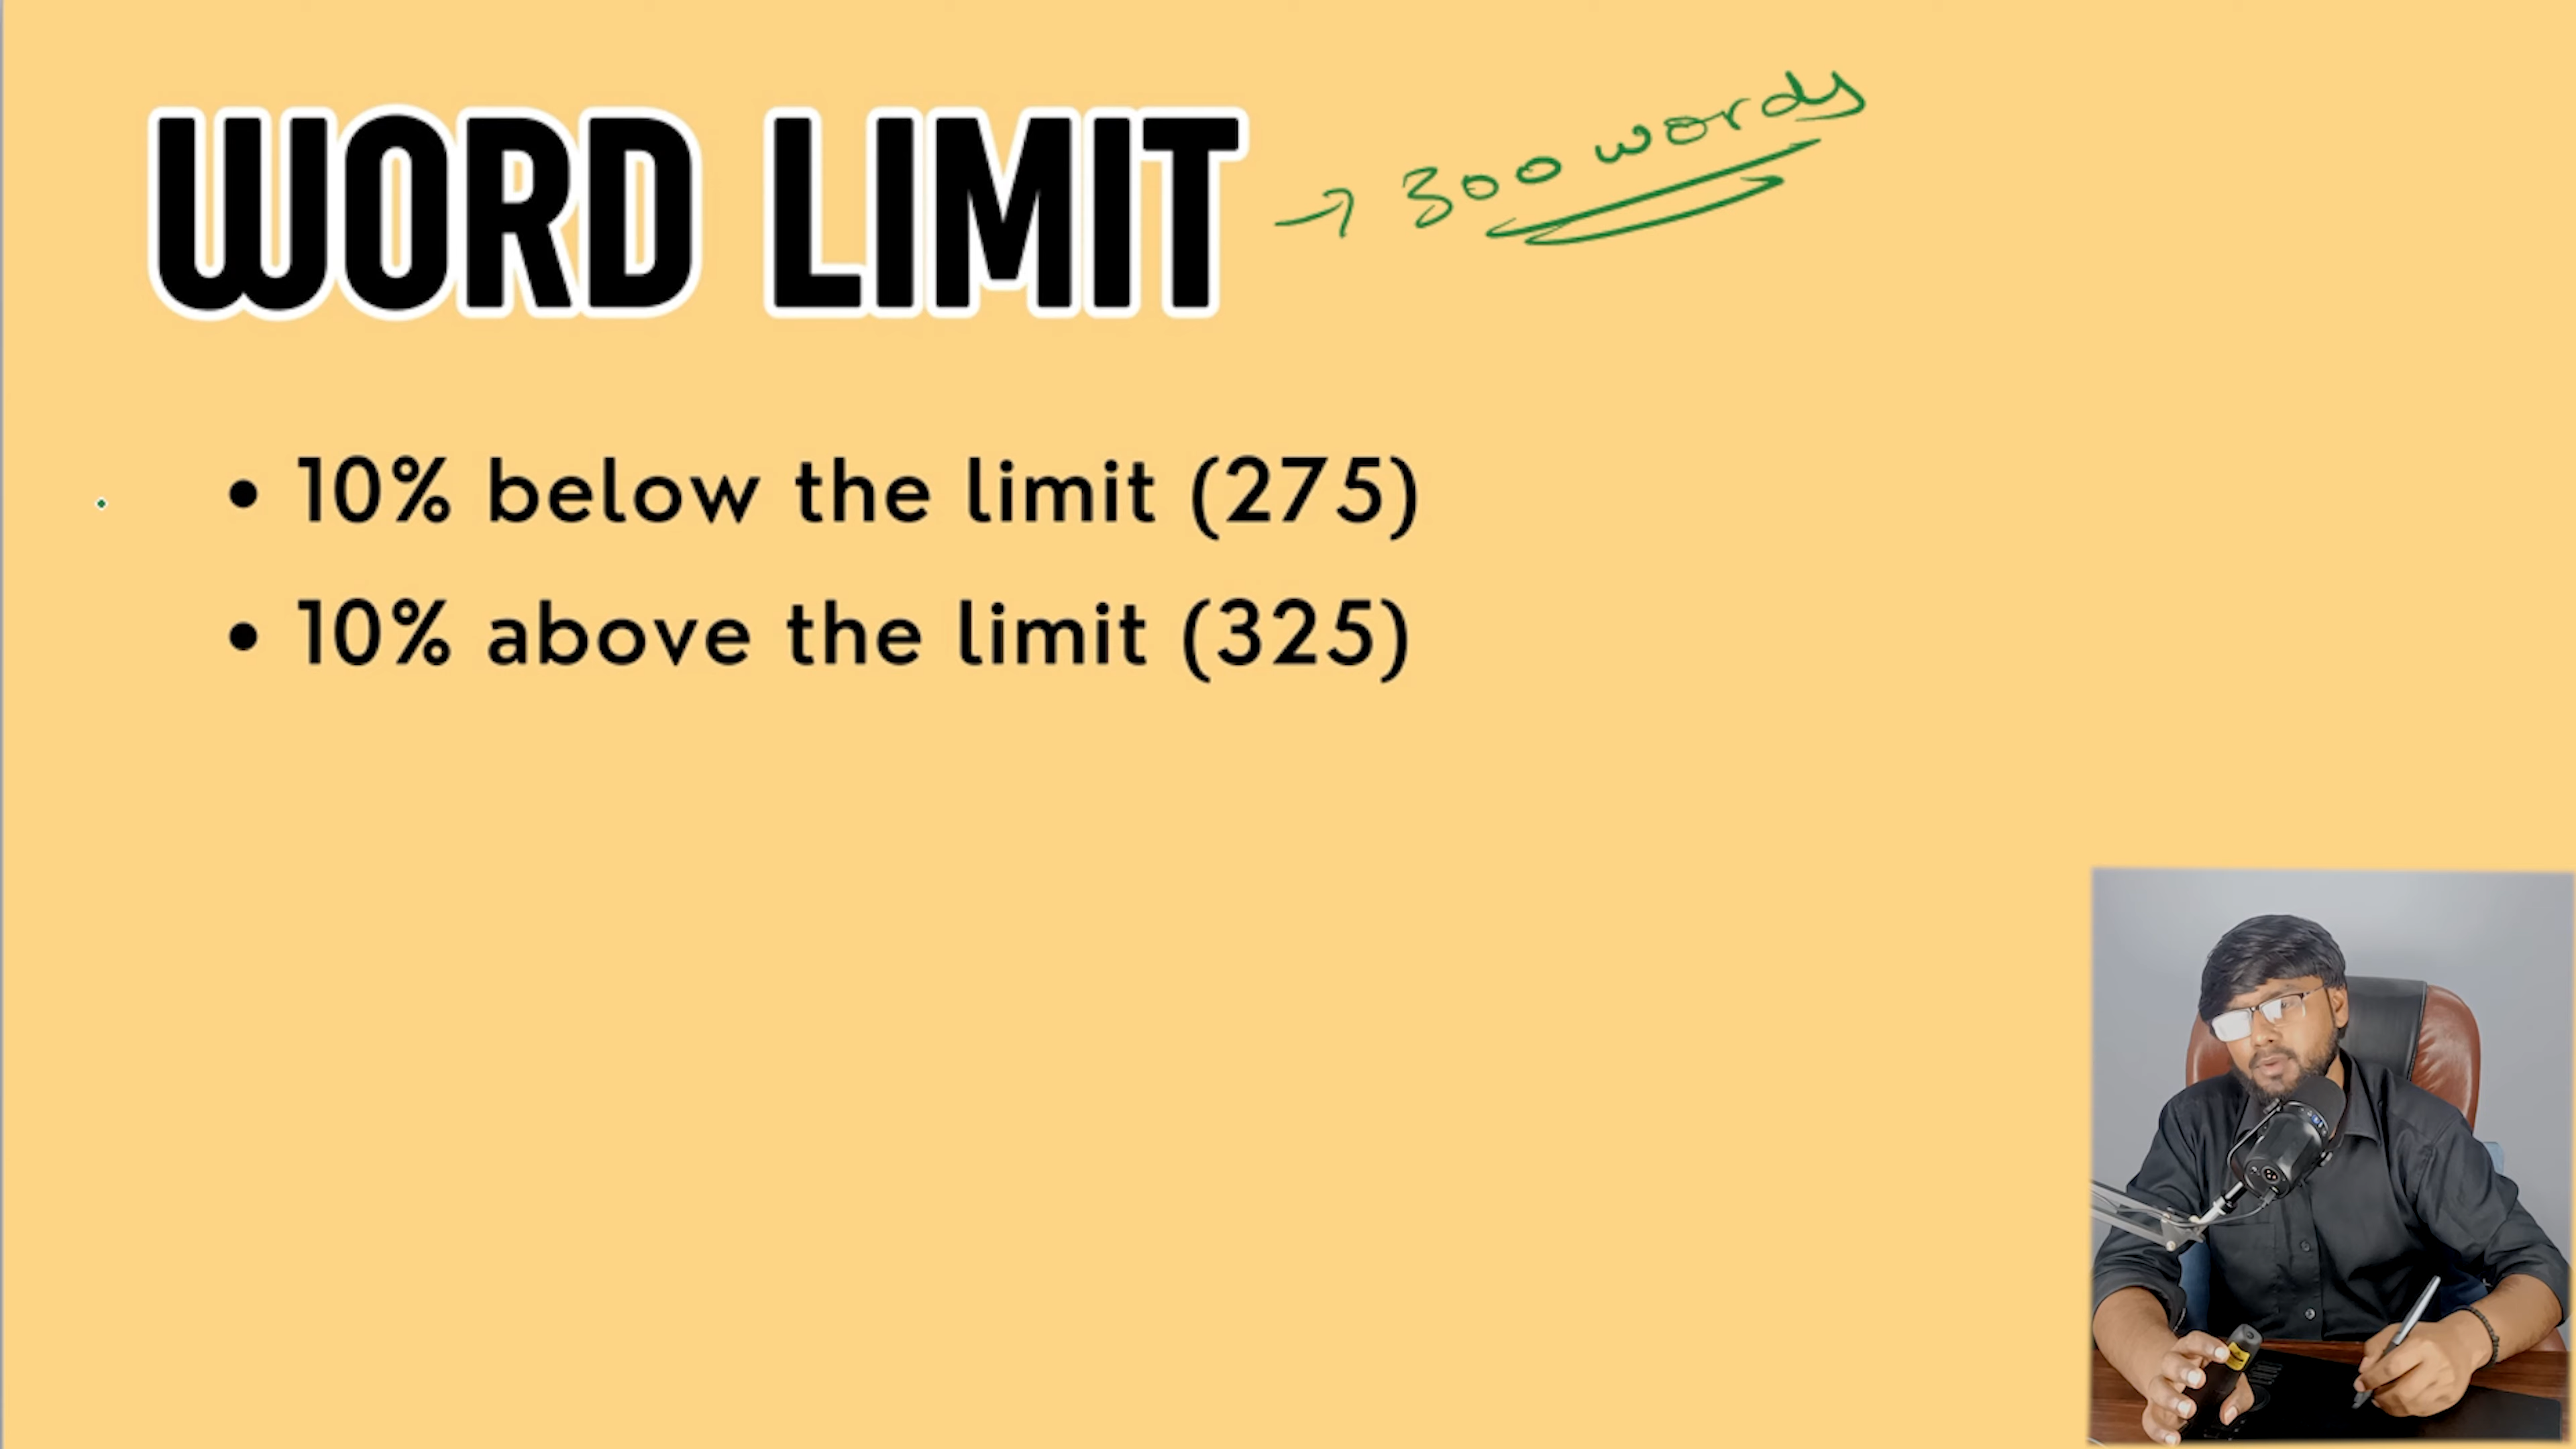 WORD LIMIT → 300 words
• 10% below the limit (275)
• 10% above the limit (325)